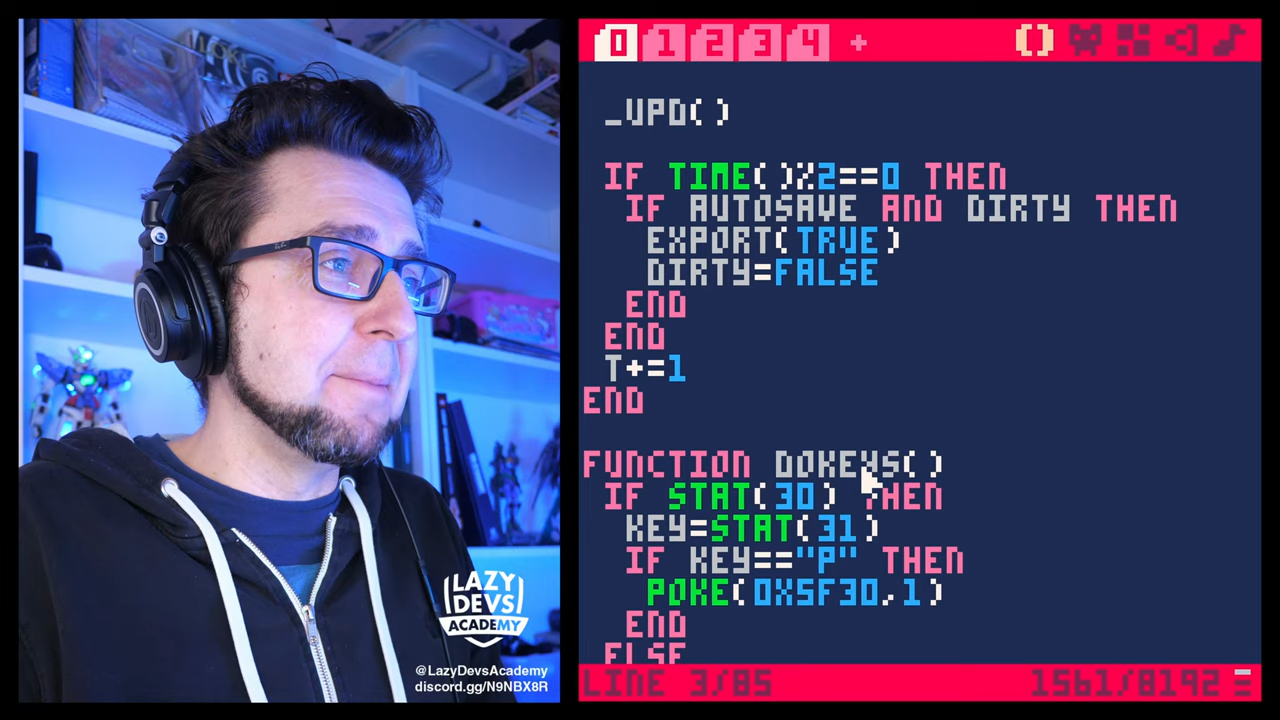 LAZY
DEVS
ACADEMY
@LazyDevsAcademy
discord.gg/N9NBX8R
0 1 2 3 4 +
_UPD()
IF TIME()%2==0 THEN
IF AUTOSAVE AND DIRTY THEN
EXPORT(TRUE)
DIRTY=FALSE
END
END
T+=1
END
FUNCTION DOKEYS()
IF STAT(30) THEN
KEY=STAT(31)
IF KEY=="P" THEN
POKE(0X5F30,1)
END
ELSE
LINE 3/85
1561/8192